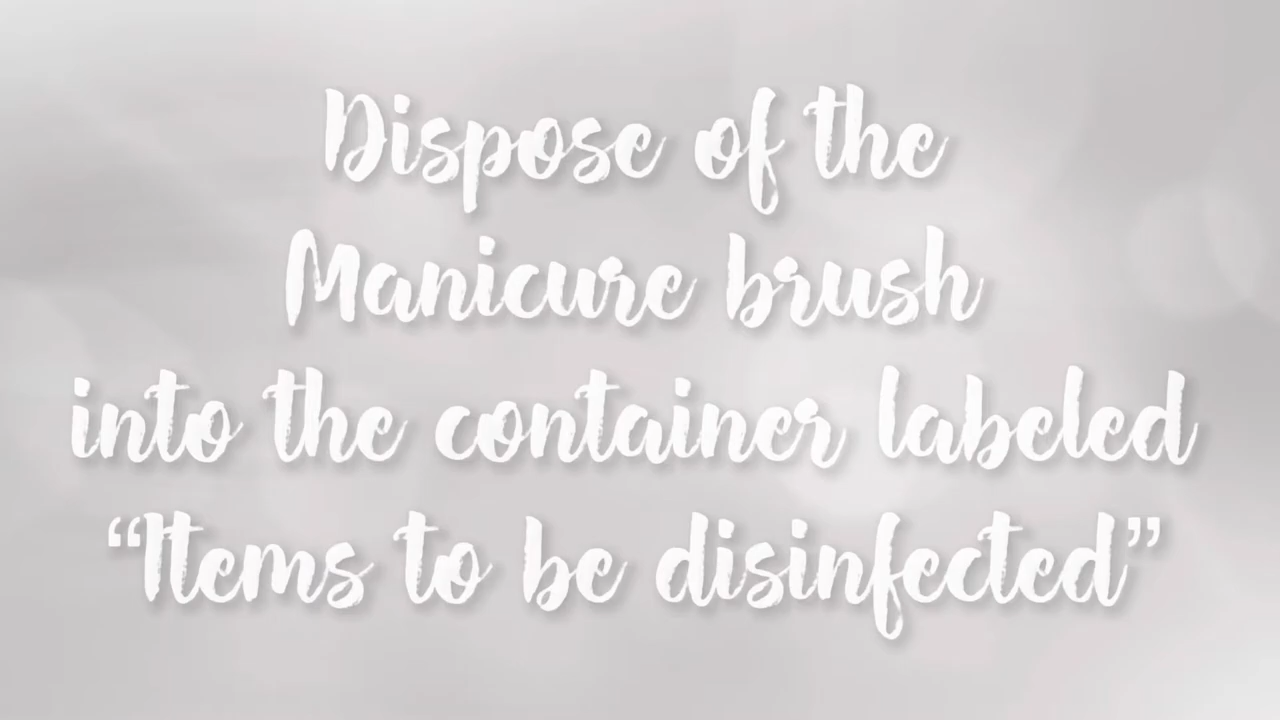 Dispose of the
Manicure brush
into the container labeled
“Items to be disinfected”